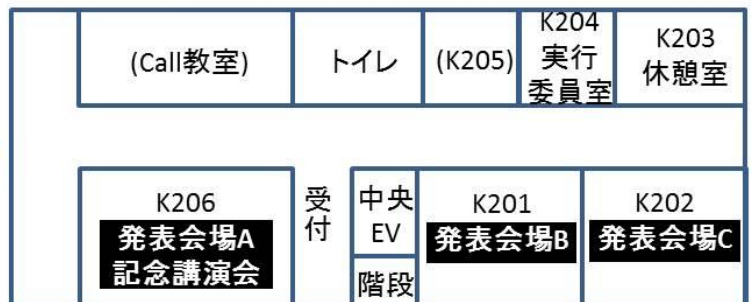 (Call教室)
トイレ
(K205)
K204
実行
委員室
K203
休憩室
K206
発表会場A
記念講演会
受付
中央
EV
階段
K201
発表会場B
K202
発表会場C